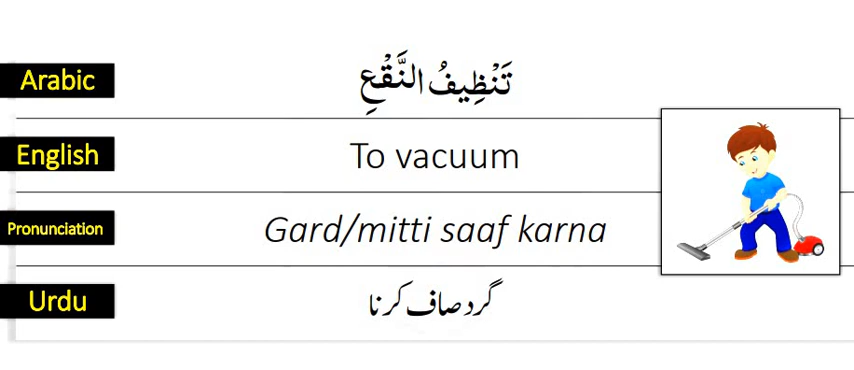 Arabic تَنْظِيفُ النَّقْعِ
English To vacuum
Pronunciation Gard/mitti saaf karna
Urdu گرد صاف کرنا